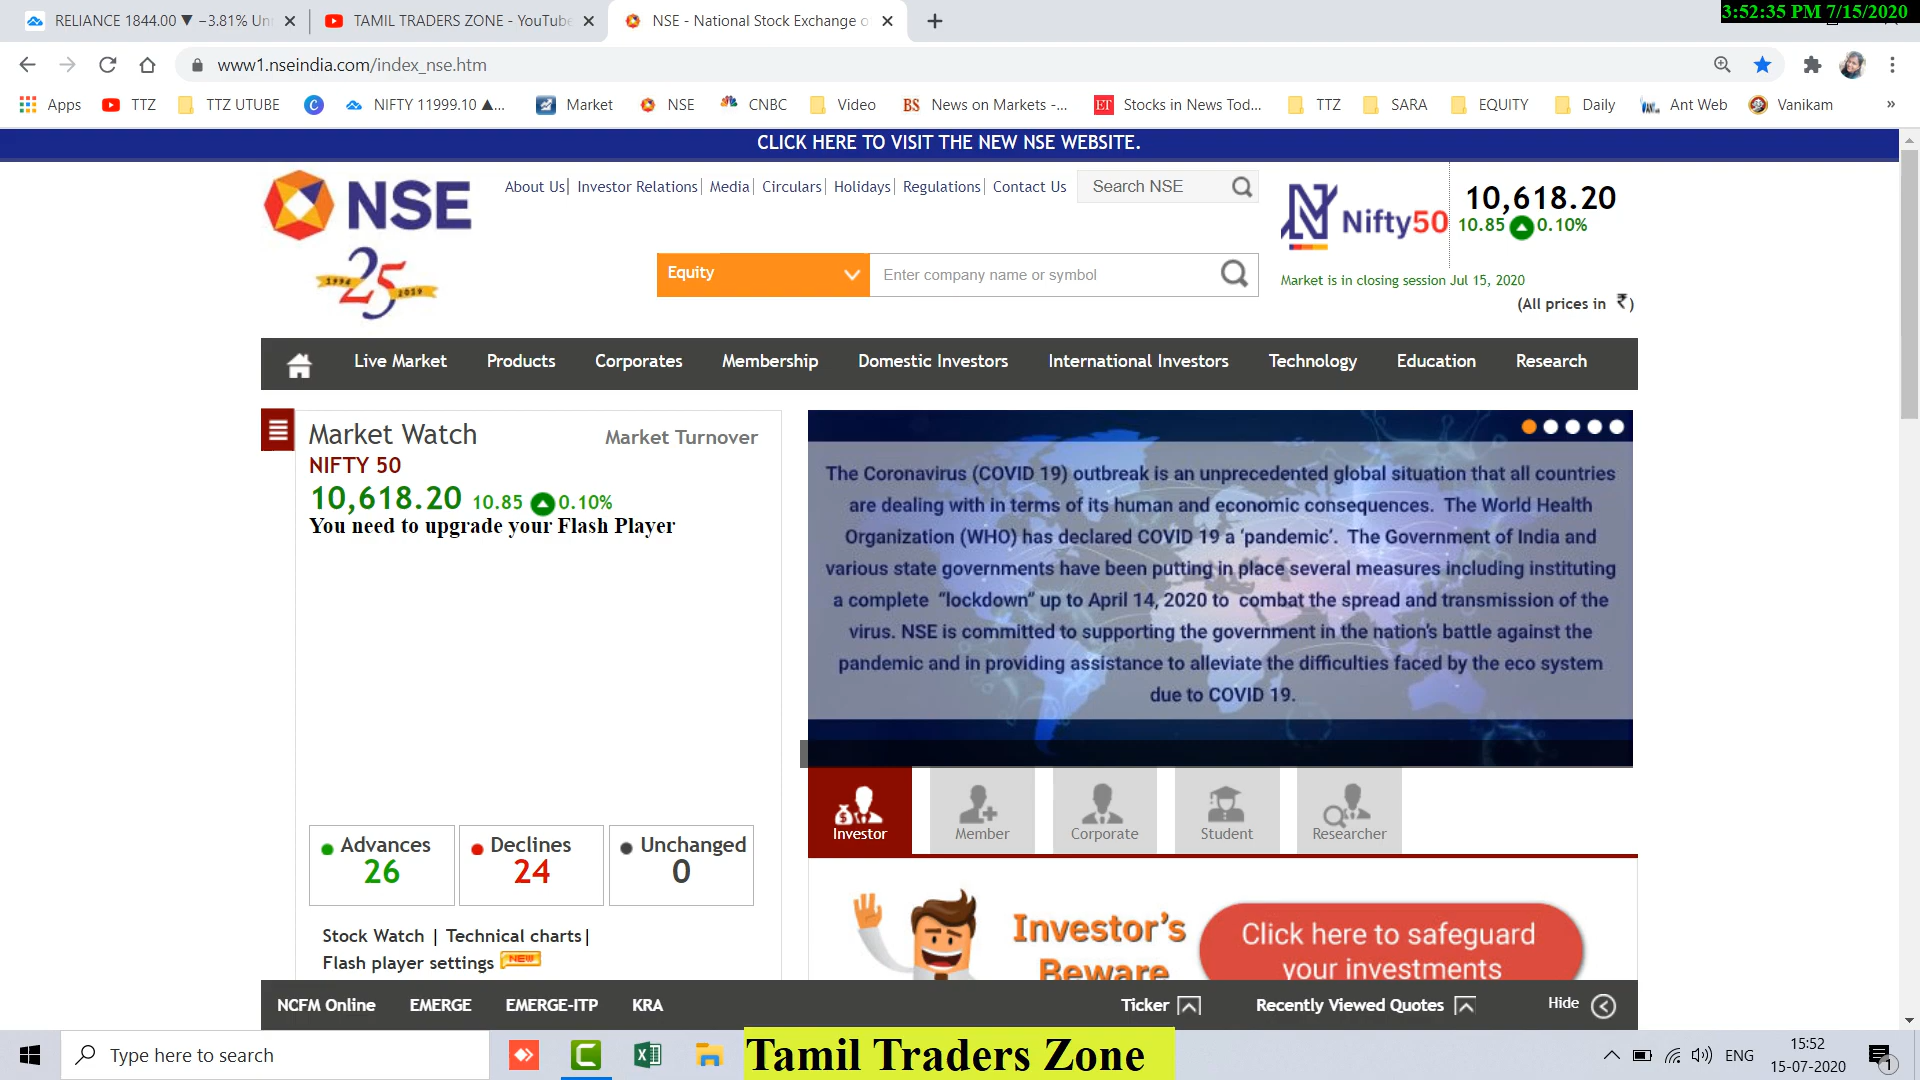 RELIANCE 1844.00 ▼ −3.81% Un
TAMIL TRADERS ZONE - YouTube
NSE - National Stock Exchange o
3:52:35 PM 7/15/2020
www1.nseindia.com/index_nse.htm
Apps
TTZ
TTZ UTUBE
NIFTY 11999.10 ▲...
Market
NSE
CNBC
Video
BS News on Markets -...
ET Stocks in News Tod...
TTZ
SARA
EQUITY
Daily
Ant Web
Vanikam
»
CLICK HERE TO VISIT THE NEW NSE WEBSITE.
NSE
1994 25 2019
About Us| Investor Relations| Media| Circulars| Holidays| Regulations| Contact Us
Search NSE
Equity
Enter company name or symbol
Nifty50
10,618.20
10.85 0.10%
Market is in closing session Jul 15, 2020
(All prices in ₹)
Live Market
Products
Corporates
Membership
Domestic Investors
International Investors
Technology
Education
Research
Market Watch
Market Turnover
NIFTY 50
10,618.20 10.85 0.10%
You need to upgrade your Flash Player
The Coronavirus (COVID 19) outbreak is an unprecedented global situation that all countries
are dealing with in terms of its human and economic consequences. The World Health
Organization (WHO) has declared COVID 19 a ‘pandemic’. The Government of India and
various state governments have been putting in place several measures including instituting
a complete “lockdown” up to April 14, 2020 to combat the spread and transmission of the
virus. NSE is committed to supporting the government in the nation's battle against the
pandemic and in providing assistance to alleviate the difficulties faced by the eco system
due to COVID 19.
Investor
Member
Corporate
Student
Researcher
Advances
26
Declines
24
Unchanged
0
Stock Watch | Technical charts|
Flash player settings NEW
Investor's
Beware
Click here to safeguard
your investments
NCFM Online
EMERGE
EMERGE-ITP
KRA
Ticker
Recently Viewed Quotes
Hide
Type here to search
Tamil Traders Zone
ENG
15:52
15-07-2020
1